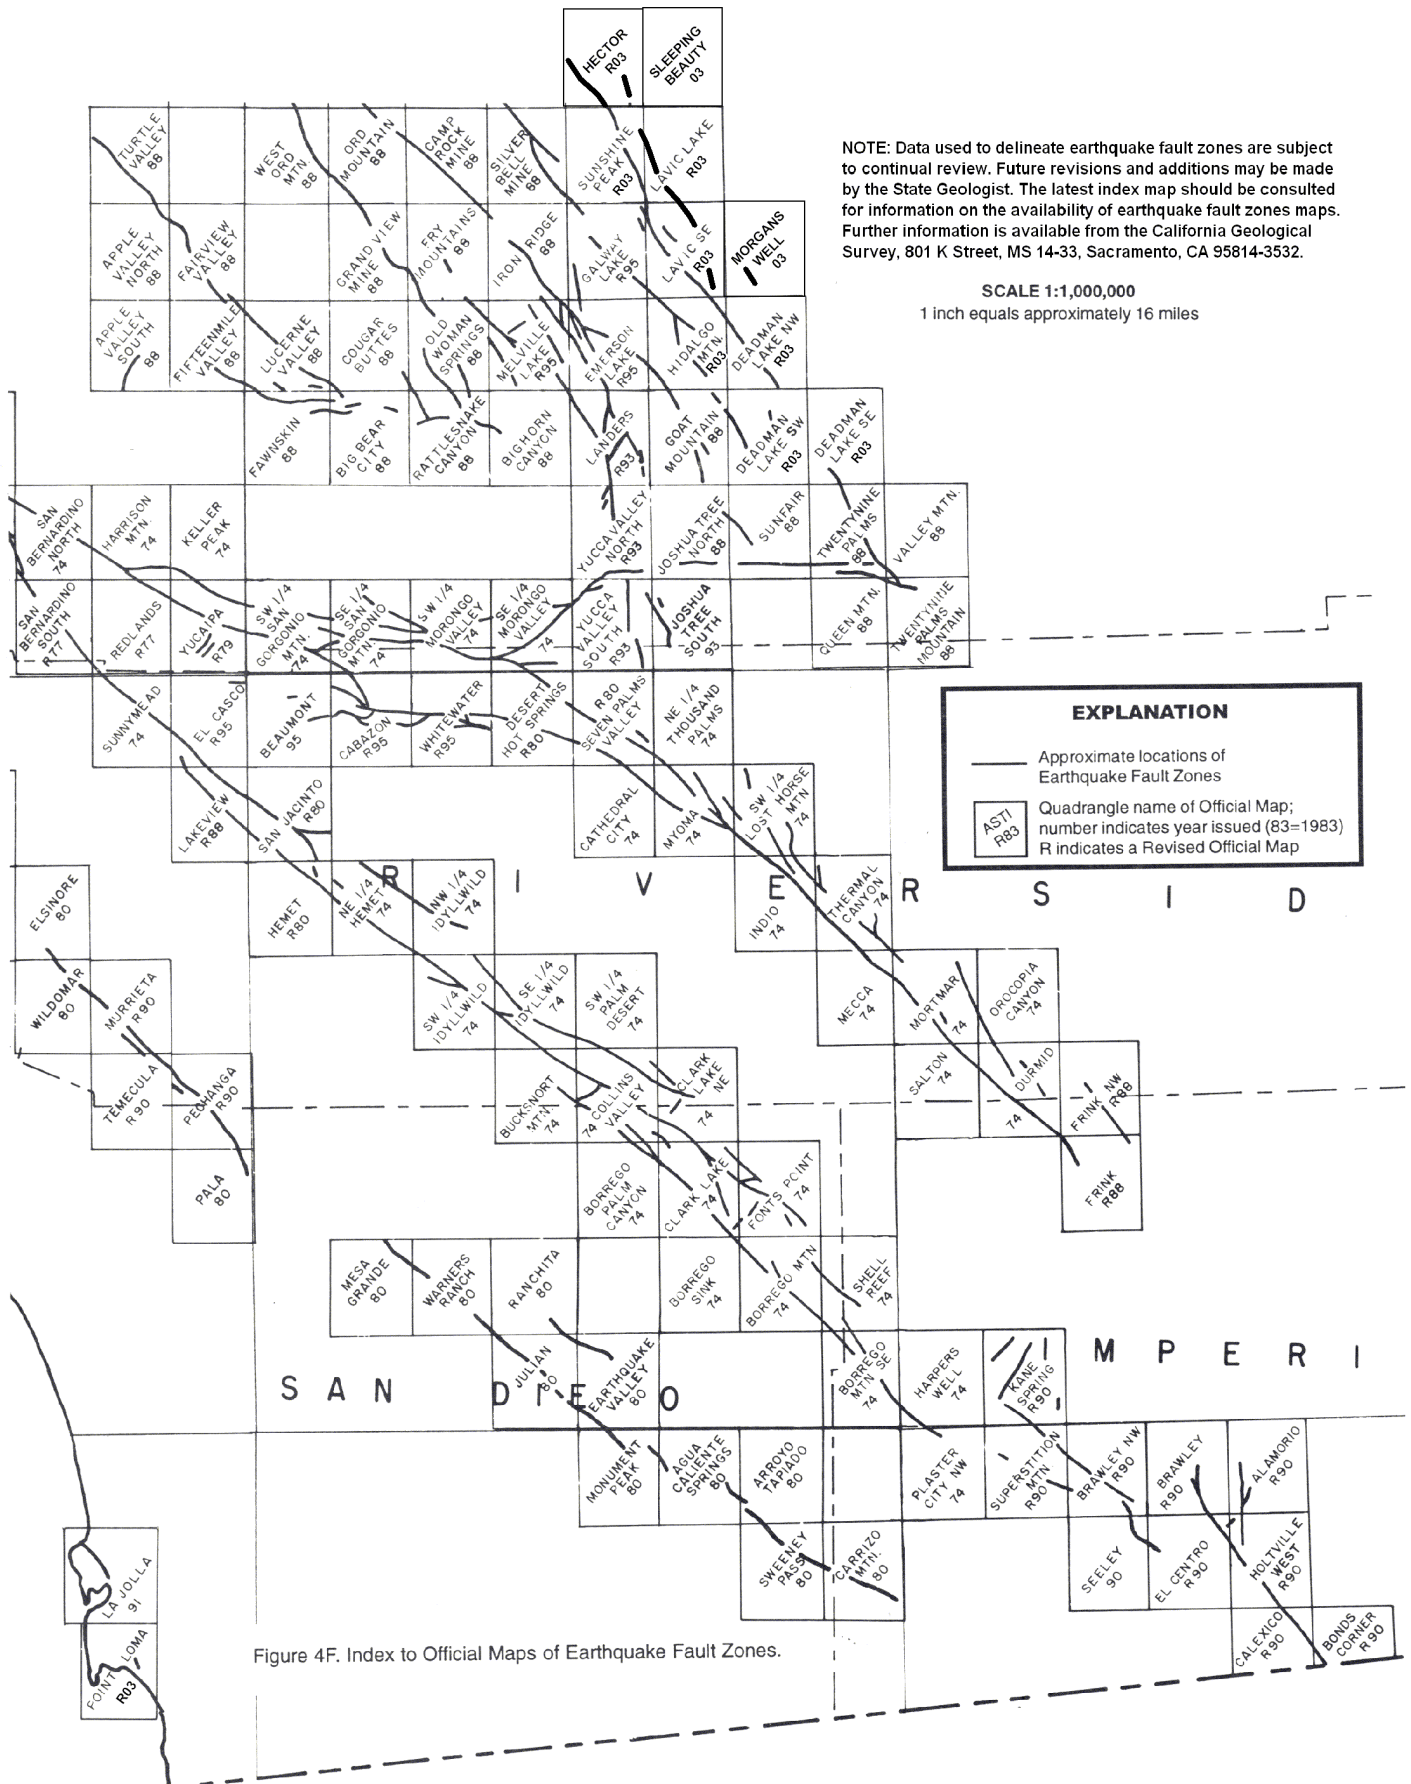 HECTOR
R03
SLEEPING
BEAUTY
03
TURTLE
VALLEY
88
WEST
ORD
MTN.
88
ORD
MOUNTAIN
88
CAMP
ROCK
MINE
88
SILVER
BELL
MINE
88
SUNSHINE
PEAK
R03
LAVIC LAKE
R03
NOTE: Data used to delineate earthquake fault zones are subject
to continual review. Future revisions and additions may be made
by the State Geologist. The latest index map should be consulted
for information on the availability of earthquake fault zones maps.
Further information is available from the California Geological
Survey, 801 K Street, MS 14-33, Sacramento, CA 95814-3532.
SCALE 1:1,000,000
1 inch equals approximately 16 miles
APPLE
VALLEY
NORTH
88
FAIRVIEW
VALLEY
88
GRAND VIEW
MINE
88
FRY
MOUNTAINS
88
IRON RIDGE
88
GALWAY
LAKE
R95
LAVIC SE
R03
MORGANS
WELL
03
APPLE
VALLEY
SOUTH
88
FIFTEENMILE
VALLEY
88
LUCERNE
VALLEY
88
COUGAR
BUTTES
88
OLD
WOMAN
SPRINGS
88
MELVILLE
LAKE
R95
EMERSON
LAKE
R95
HIDALGO
MTN.
R03
DEADMAN
LAKE NW
R03
FAWNSKIN
88
BIG BEAR
CITY
88
RATTLESNAKE
CANYON
88
BIGHORN
CANYON
88
LANDERS
R93
GOAT
MOUNTAIN
88
DEADMAN
LAKE SW
R03
DEADMAN
LAKE SE
R03
SAN
BERNARDINO
NORTH
74
HARRISON
MTN.
74
KELLER
PEAK
74
YUCCA VALLEY
NORTH
R93
JOSHUA TREE
NORTH
88
SUNFAIR
88
TWENTYNINE
PALMS
88
VALLEY MTN.
88
SAN
BERNARDINO
SOUTH
R77
REDLANDS
R77
YUCAIPA
R79
SW 1/4
SAN
GORGONIO
MTN.
74
SE 1/4
SAN
GORGONIO
MTN.
74
SW 1/4
MORONGO
VALLEY
74
SE 1/4
MORONGO
VALLEY
74
YUCCA
VALLEY
SOUTH
R93
JOSHUA
TREE
SOUTH
93
QUEEN MTN.
88
TWENTYNINE
PALMS
MOUNTAIN
88
SUNNYMEAD
74
EL CASCO
R95
BEAUMONT
95
CABAZON
R95
WHITEWATER
R95
DESERT
HOT SPRINGS
R80
R80
SEVEN PALMS
VALLEY
NE 1/4
THOUSAND
PALMS
74
EXPLANATION
Approximate locations of
Earthquake Fault Zones
ASTI
R83
Quadrangle name of Official Map;
number indicates year issued (83=1983)
R indicates a Revised Official Map
LAKEVIEW
R88
SAN JACINTO
R80
CATHEDRAL
CITY
74
MYOMA
74
SW 1/4
LOST HORSE
MTN
74
R I V E R S I D
ELSINORE
80
HEMET
R80
NE 1/4
HEMET
74
NW 1/4
IDYLLWILD
74
INDIO
74
THERMAL
CANYON
74
WILDOMAR
80
MURRIETA
R90
SW 1/4
IDYLLWILD
74
SE 1/4
IDYLLWILD
74
SW 1/4
PALM
DESERT
74
MECCA
74
MORTMAR
74
OROCOPIA
CANYON
74
TEMECULA
R90
PECHANGA
R90
BUCKSNORT
MTN.
74
COLLINS
VALLEY
74
CLARK
LAKE
NE
74
SALTON
74
DURMID
74
FRINK NW
R88
PALA
80
BORREGO
PALM
CANYON
74
CLARK LAKE
74
FONTS POINT
74
FRINK
R88
MESA
GRANDE
80
WARNERS
RANCH
80
RANCHITA
80
BORREGO
SINK
74
BORREGO MTN
74
SHELL
REEF
74
SAN DIEGO
JULIAN
80
EARTHQUAKE
VALLEY
80
BORREGO
MTN SE
74
HARPERS
WELL
74
KANE
SPRING
R90
M P E R I
MONUMENT
PEAK
80
AGUA
CALIENTE
SPRINGS
80
ARROYO
TAPIADO
80
PLASTER
CITY NW
74
SUPERSTITION
MTN
R90
BRAWLEY NW
R90
BRAWLEY
R90
ALAMORIO
R90
LA JOLLA
91
SWEENEY
PASS
80
CARRIZO
MTN.
80
SEELEY
90
EL CENTRO
R90
HOLTVILLE
WEST
R90
POINT LOMA
R03
CALEXICO
R90
BONDS
CORNER
R90
Figure 4F. Index to Official Maps of Earthquake Fault Zones.